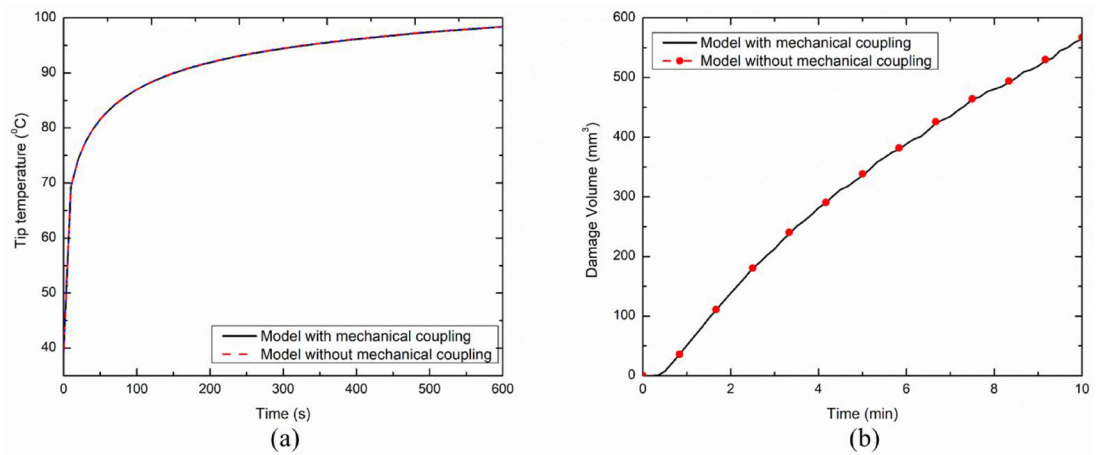 100
90
80
70
60
50
40
Tip temperature (⁰C)
Model with mechanical coupling
Model without mechanical coupling
0 100 200 300 400 500 600
Time (s)
(a)
600
500
400
300
200
100
0
Damage Volume (mm³)
Model with mechanical coupling
Model without mechanical coupling
0 2 4 6 8 10
Time (min)
(b)